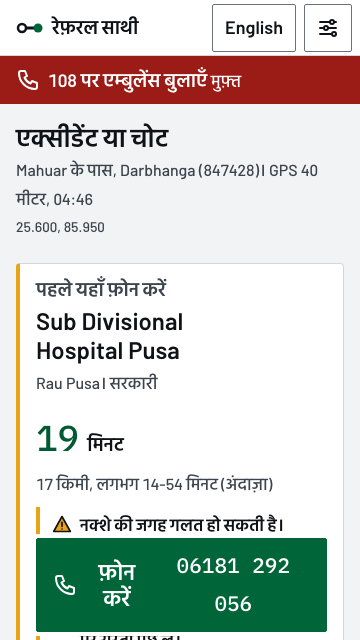 रेफ़रल साथी
English
108 पर एम्बुलेंस बुलाएँ मुफ़्त
एक्सीडेंट या चोट
Mahuar के पास, Darbhanga (847428)। GPS 40
मीटर, 04:46
25.600, 85.950
पहले यहाँ फ़ोन करें
Sub Divisional
Hospital Pusa
Rau Pusa। सरकारी
19 मिनट
17 किमी, लगभग 14-54 मिनट (अंदाज़ा)
नक्शे की जगह गलत हो सकती है।
फ़ोन करें
06181 292 056